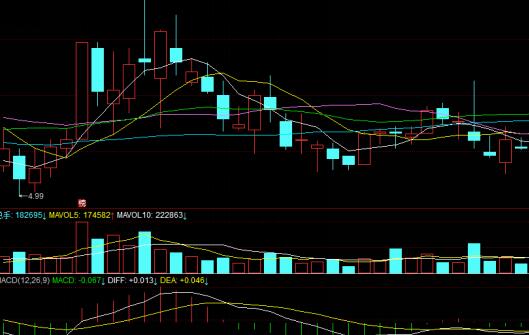 4.99
榜
总手: 182695↓ MAVOL5: 174582↑ MAVOL10: 222863↓
MACD(12,26,9) MACD: -0.067↓ DIFF: +0.013↓ DEA: +0.046↓